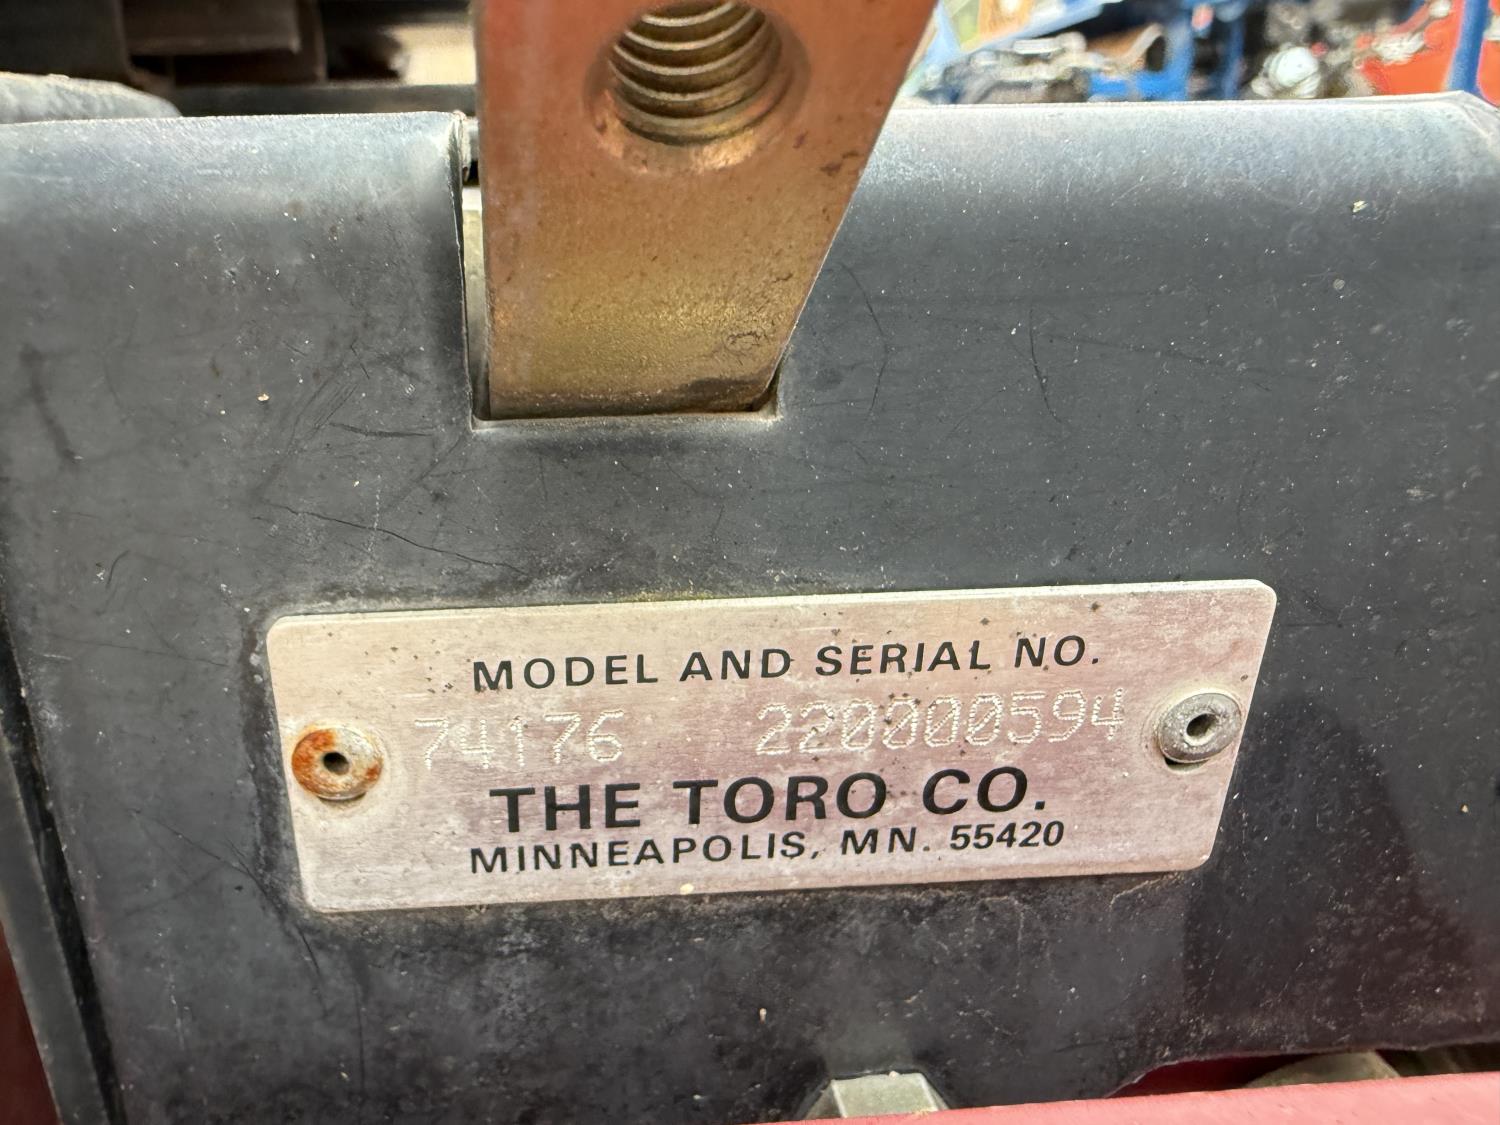 MODEL AND SERIAL NO.
74176 220000594
THE TORO CO.
MINNEAPOLIS, MN. 55420